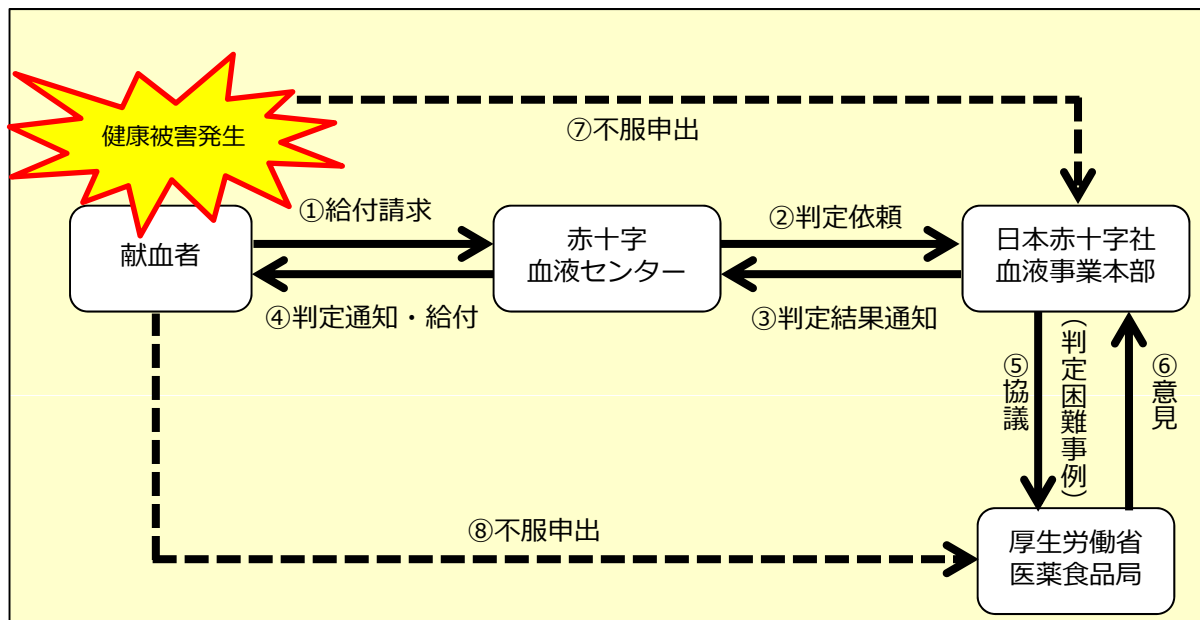 健康被害発生
⑦不服申出
①給付請求
②判定依頼
献血者
赤十字
血液センター
日本赤十字社
血液事業本部
④判定通知・給付
③判定結果通知
⑤協議
（判定困難事例）
⑥意見
⑧不服申出
厚生労働省
医薬食品局